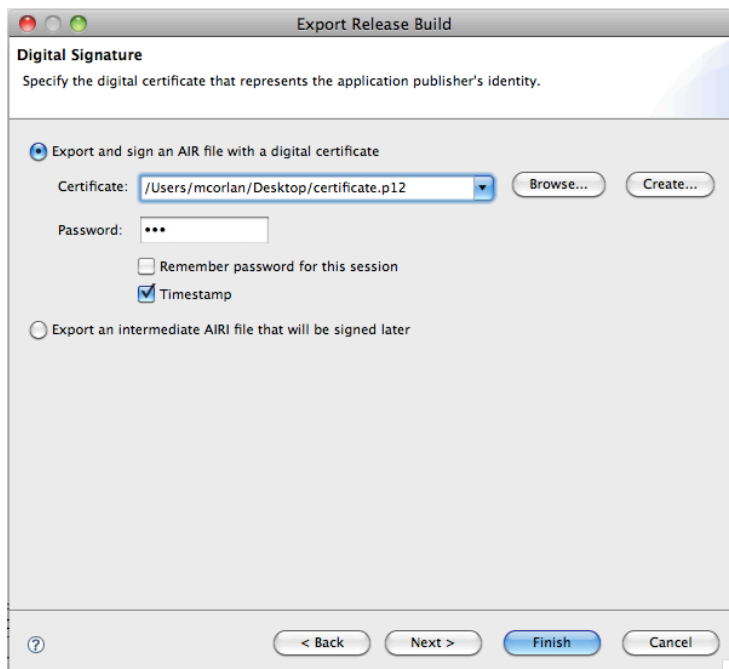 Export Release Build
Digital Signature
Specify the digital certificate that represents the application publisher's identity.
Export and sign an AIR file with a digital certificate
Certificate: /Users/mcorlan/Desktop/certificate.p12 Browse... Create...
Password: •••
Remember password for this session
Timestamp
Export an intermediate AIRI file that will be signed later
? < Back Next > Finish Cancel